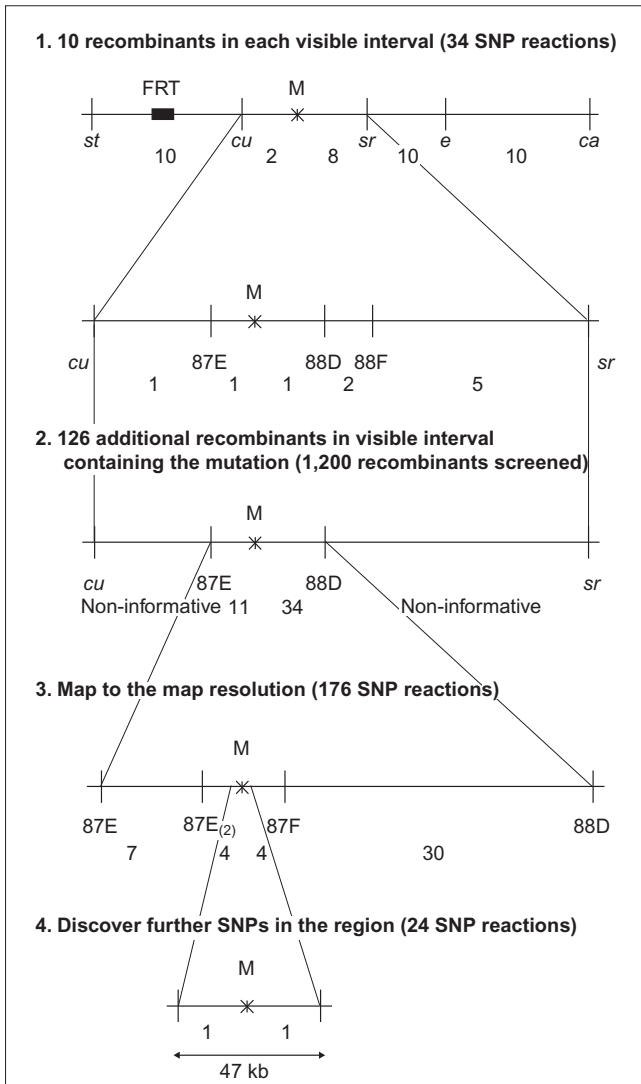 1. 10 recombinants in each visible interval (34 SNP reactions)
FRT M
st cu sr e ca
10 2 8 10 10
M
cu 87E 88D 88F sr
1 1 1 2 5
2. 126 additional recombinants in visible interval
containing the mutation (1,200 recombinants screened)
M
cu 87E 88D sr
Non-informative 11 34 Non-informative
3. Map to the map resolution (176 SNP reactions)
M
87E 87E(2) 87F 88D
7 4 4 30
4. Discover further SNPs in the region (24 SNP reactions)
M
1 1
47 kb